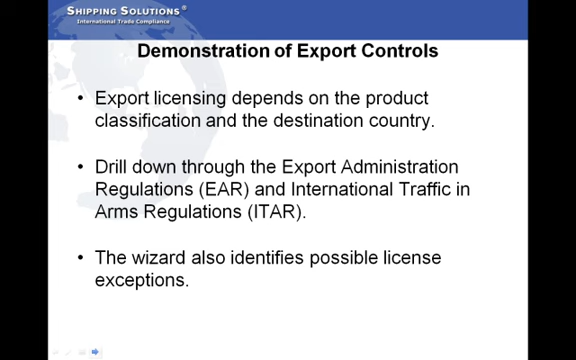 SHIPPING SOLUTIONS®
International Trade Compliance
Demonstration of Export Controls
• Export licensing depends on the product
classification and the destination country.
• Drill down through the Export Administration
Regulations (EAR) and International Traffic in
Arms Regulations (ITAR).
• The wizard also identifies possible license
exceptions.